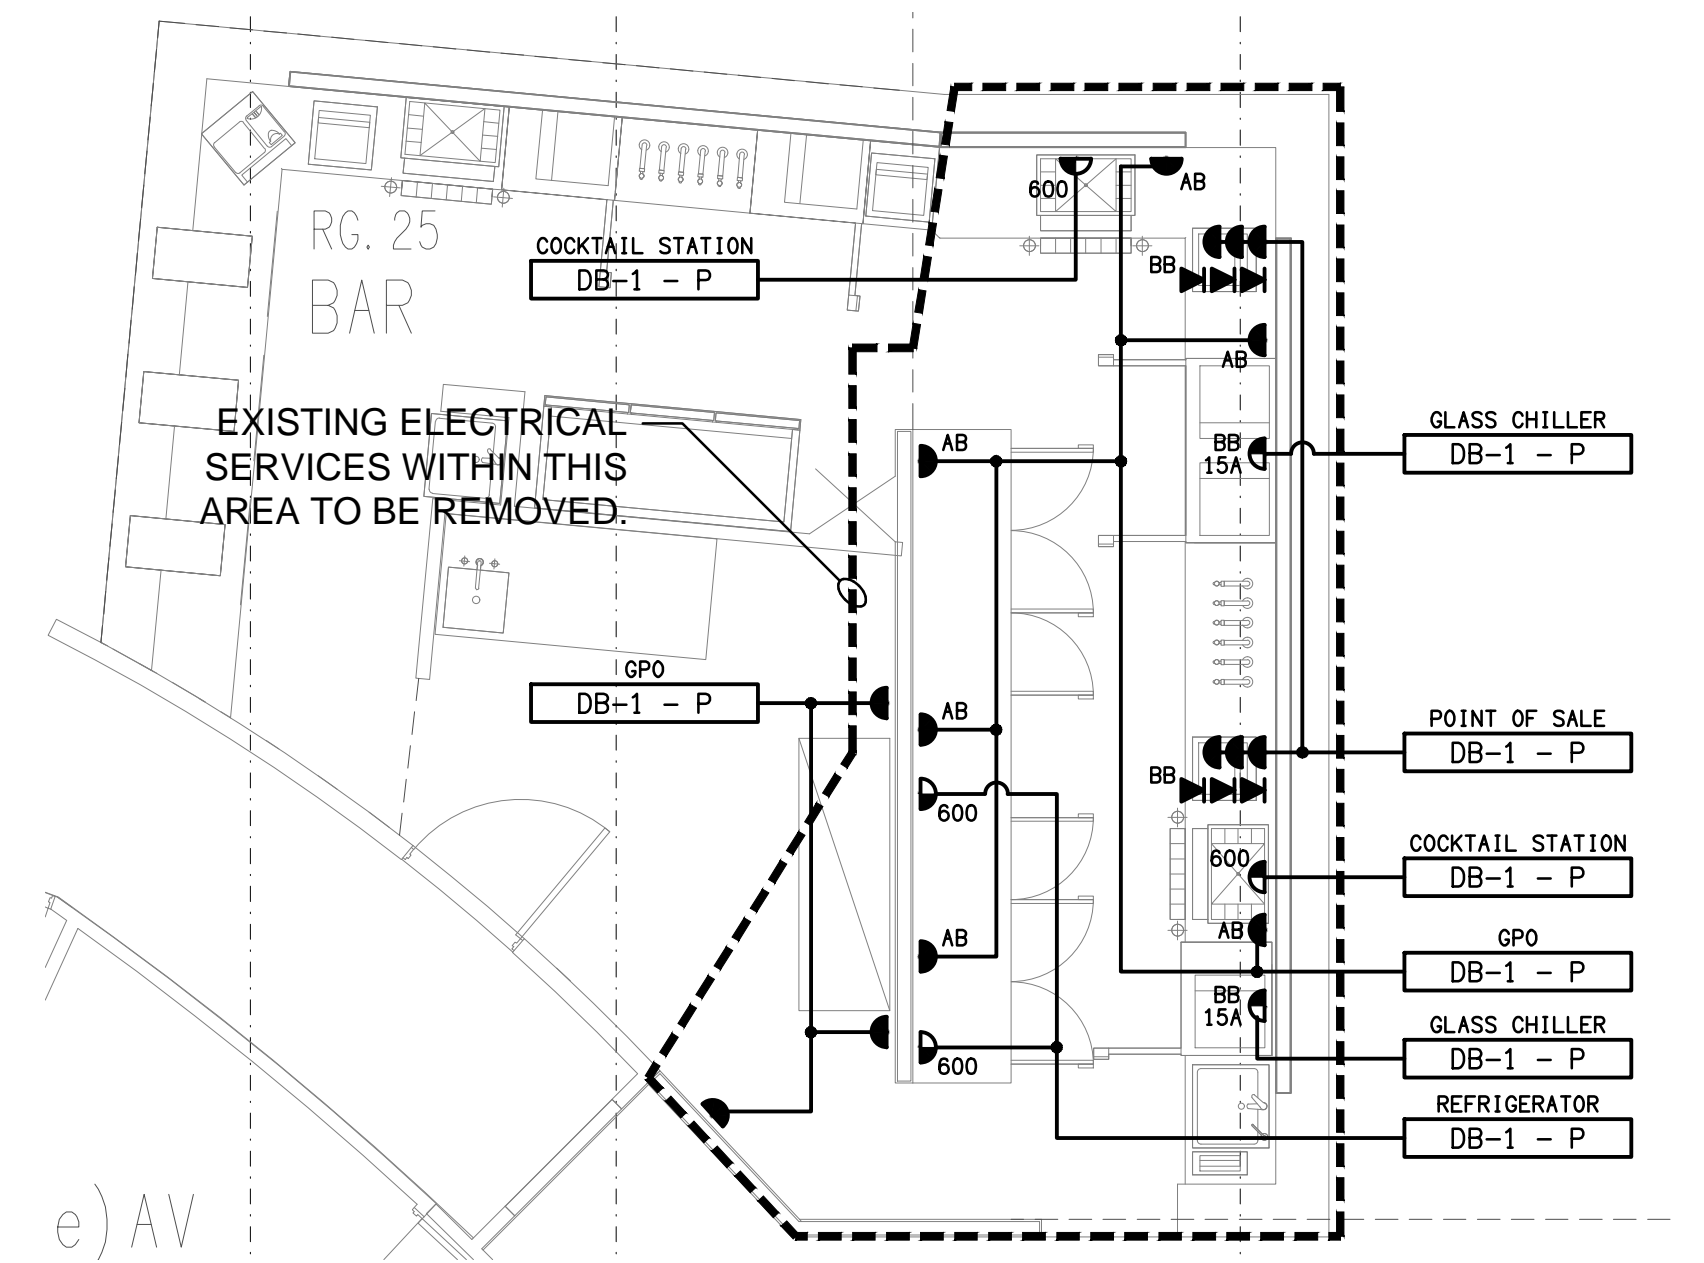 600
AB
RG. 25
COCKTAIL STATION
DB-1 - P
BB
BAR
AB
EXISTING ELECTRICAL
SERVICES WITHIN THIS
AREA TO BE REMOVED.
AB
BB
15A
GLASS CHILLER
DB-1 - P
GPO
DB-1 - P
AB
POINT OF SALE
DB-1 - P
BB
600
600
COCKTAIL STATION
DB-1 - P
AB
AB
GPO
DB-1 - P
BB
15A
GLASS CHILLER
DB-1 - P
600
REFRIGERATOR
DB-1 - P
e) AV